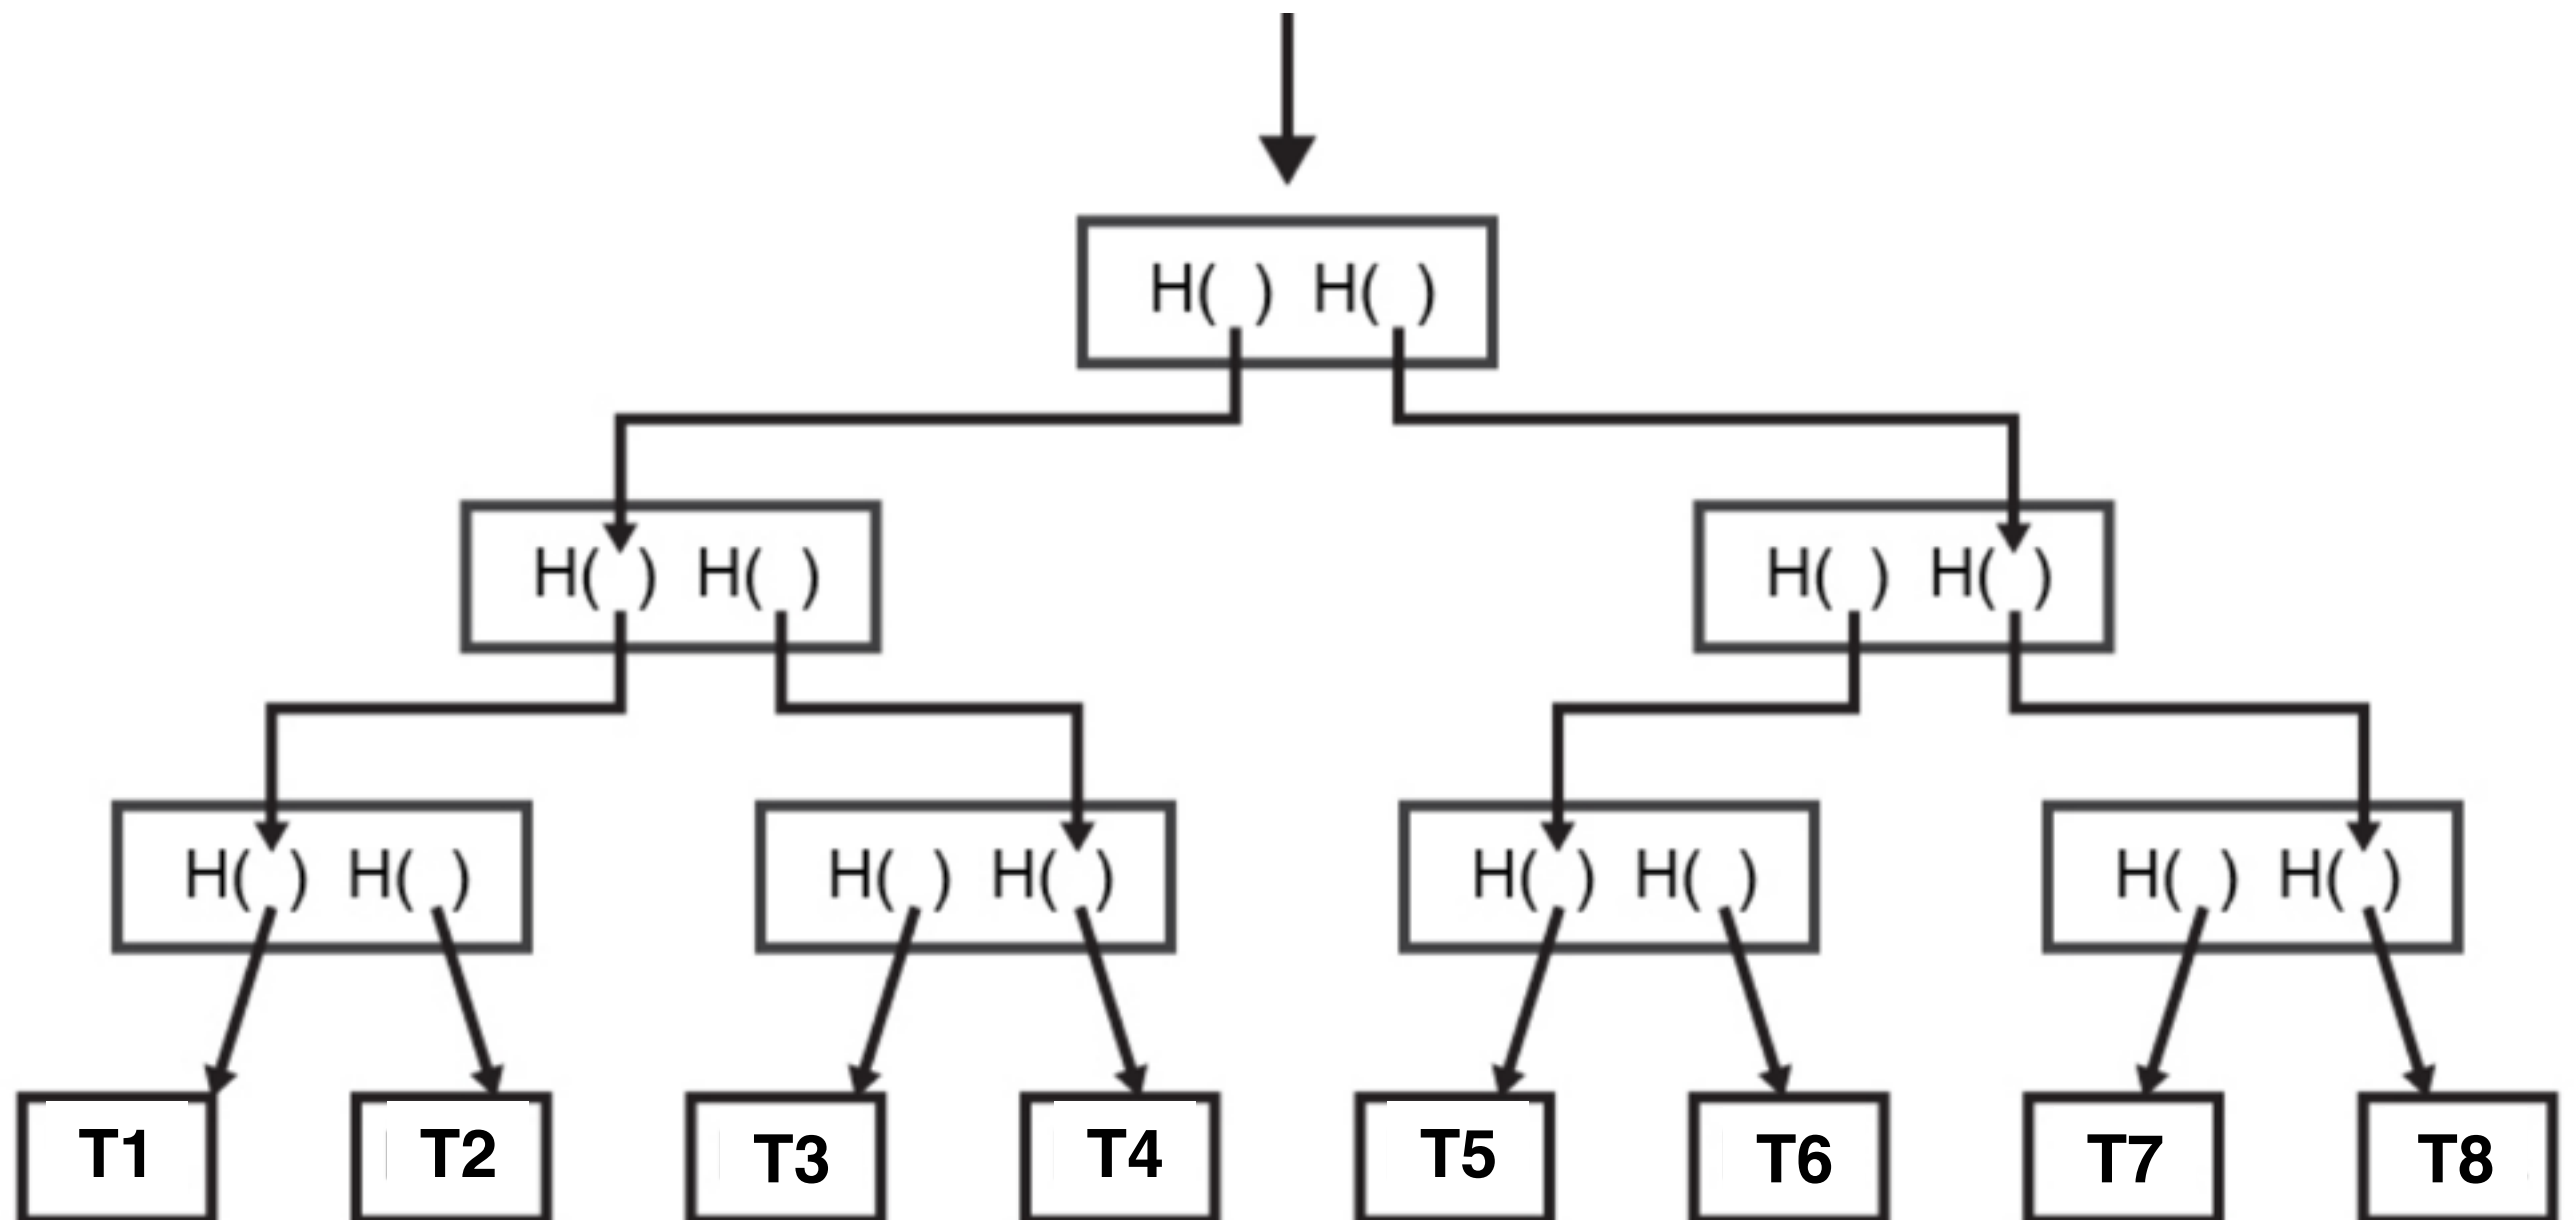 H( ) H( )
H( ) H( ) H( ) H( )
H( ) H( ) H( ) H( ) H( ) H( ) H( ) H( )
T1 T2 T3 T4 T5 T6 T7 T8